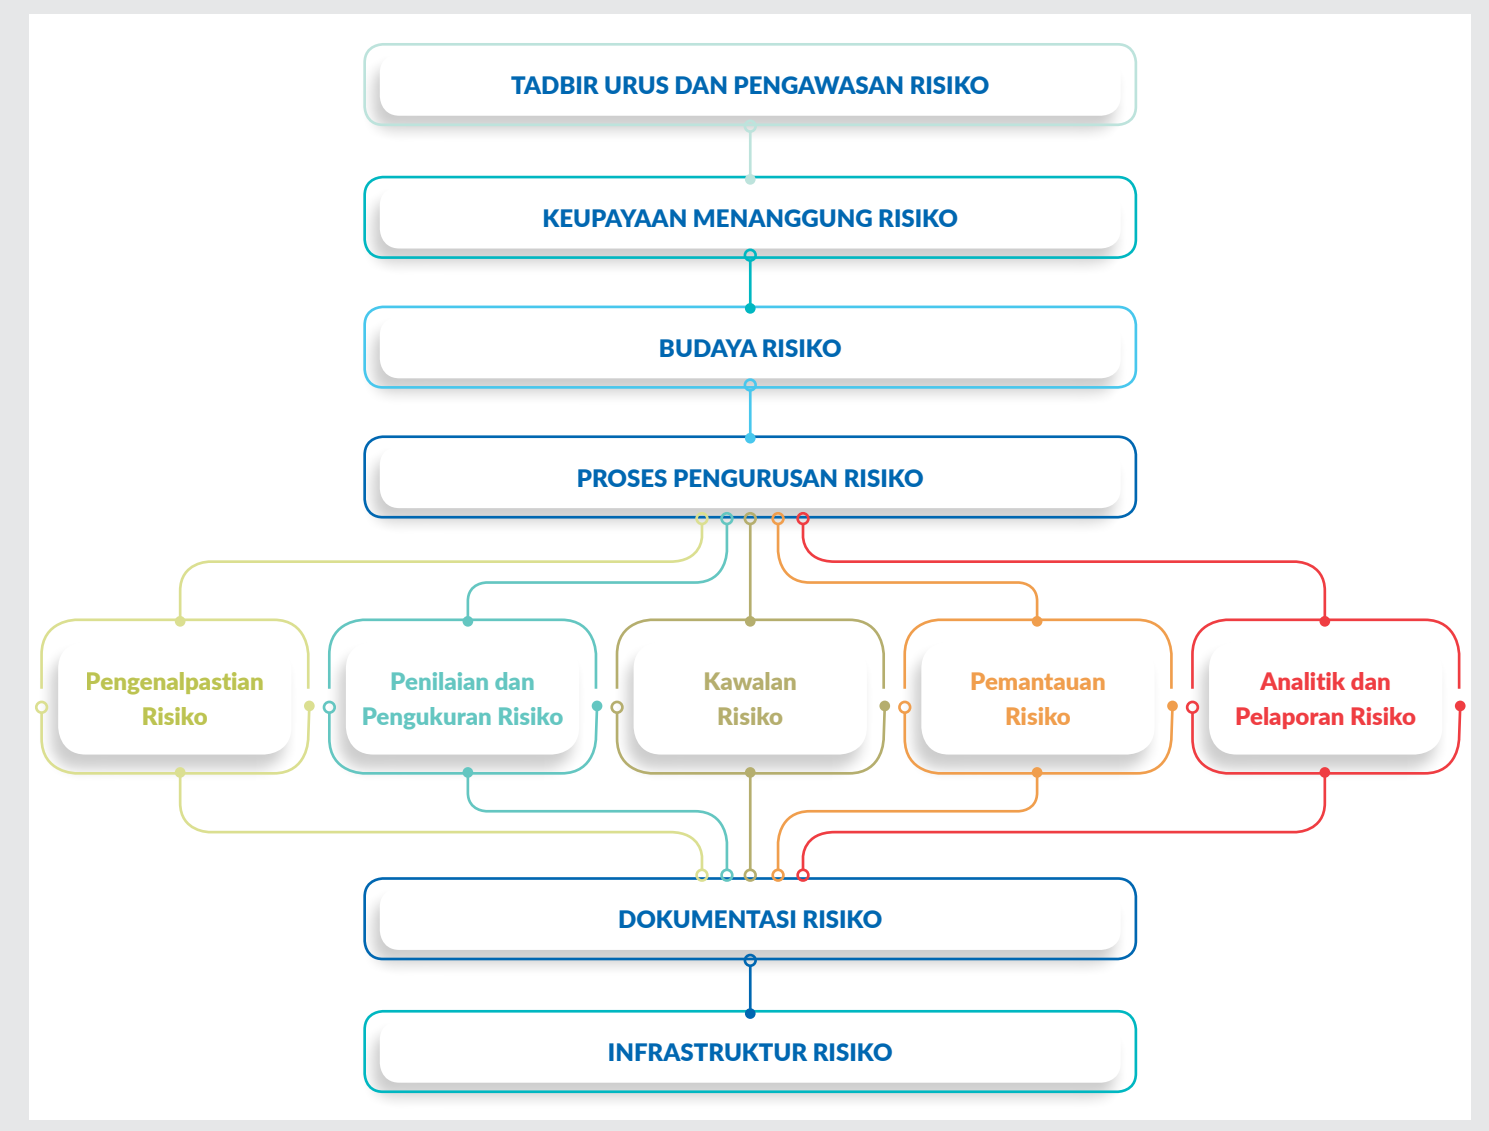 TADBIR URUS DAN PENGAWASAN RISIKO
KEUPAYAAN MENANGGUNG RISIKO
BUDAYA RISIKO
PROSES PENGURUSAN RISIKO
Pengenalpastian
Risiko
Penilaian dan
Pengukuran Risiko
Kawalan
Risiko
Pemantauan
Risiko
Analitik dan
Pelaporan Risiko
DOKUMENTASI RISIKO
INFRASTRUKTUR RISIKO